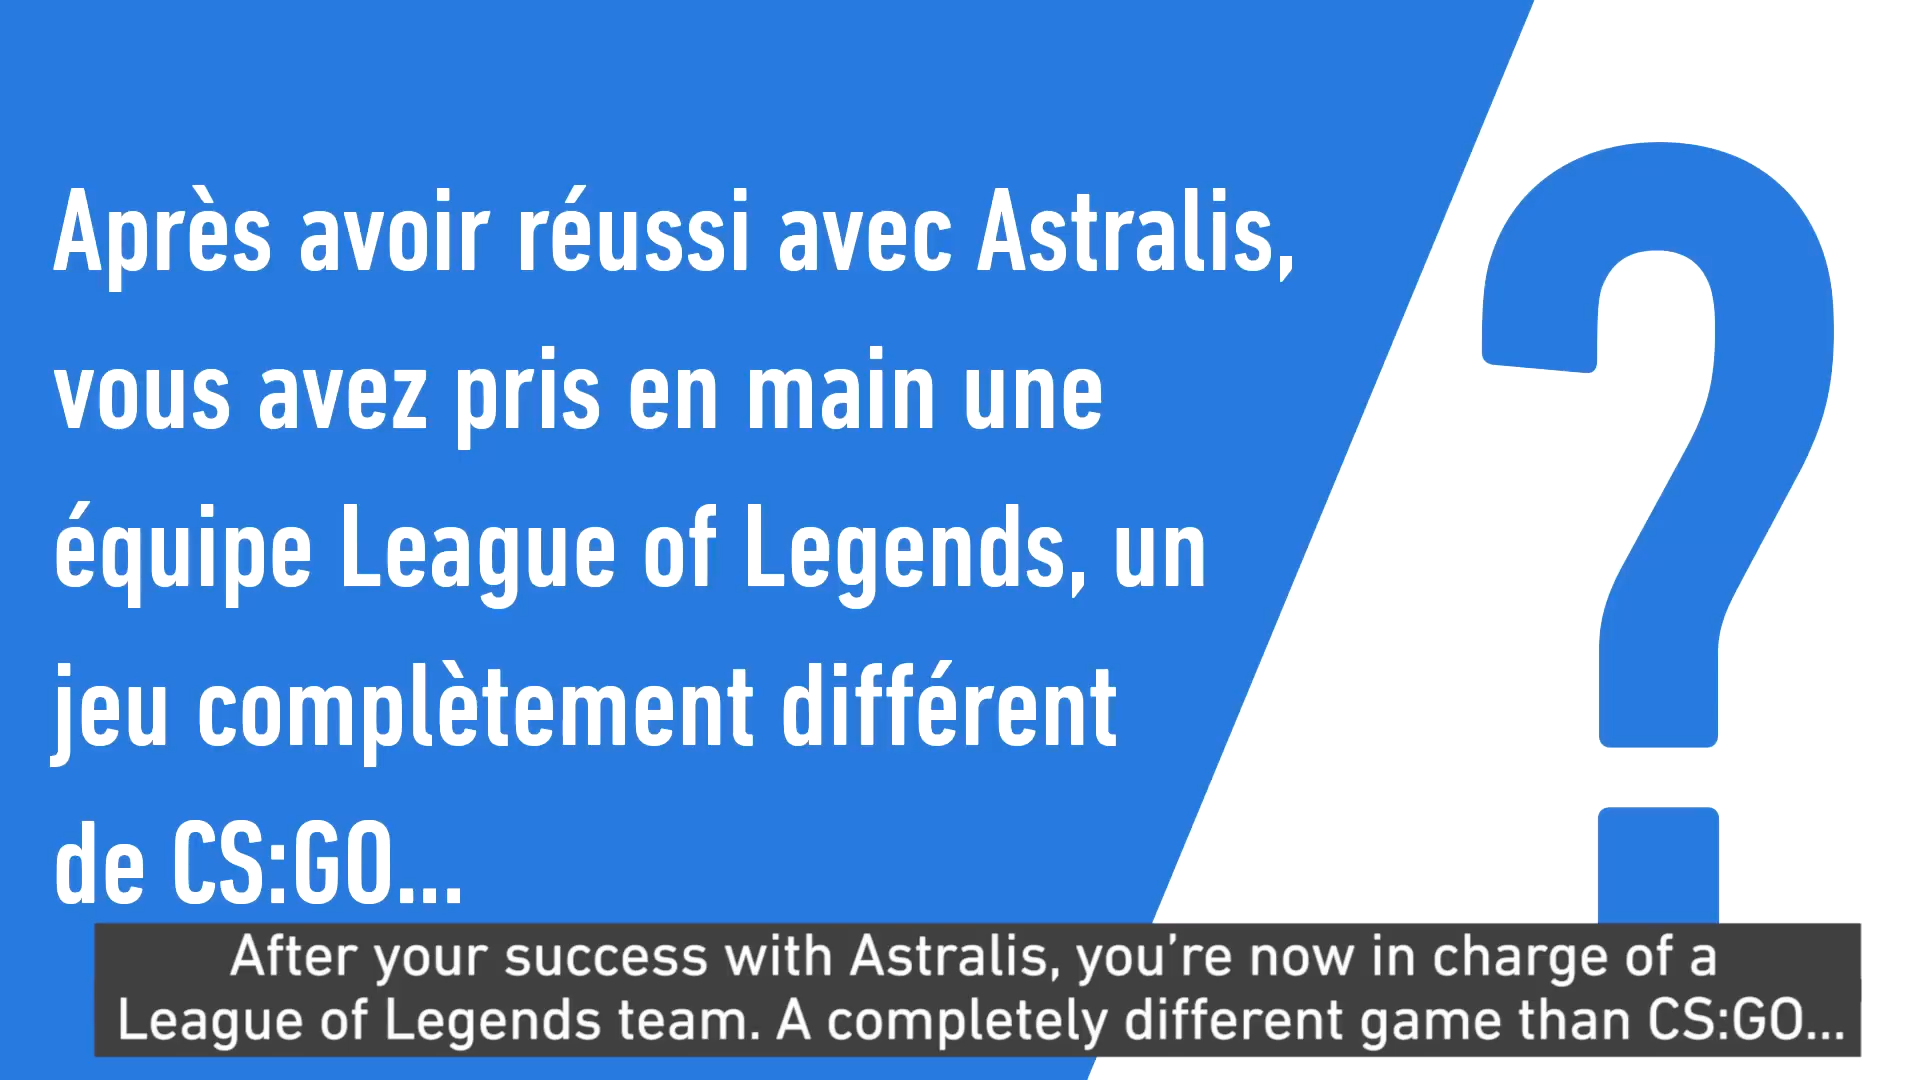 Après avoir réussi avec Astralis,
vous avez pris en main une
équipe League of Legends, un
jeu complètement différent
de CS:GO...
?
After your success with Astralis, you're now in charge of a
League of Legends team. A completely different game than CS:GO...